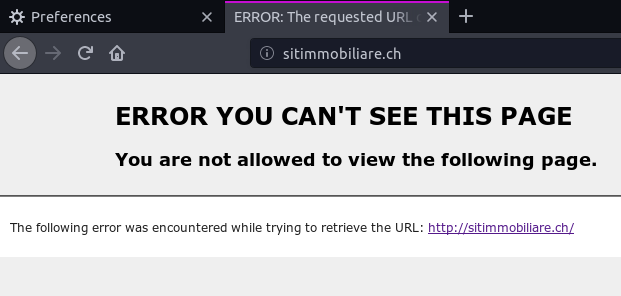 Preferences
ERROR: The requested URL c
sitimmobiliare.ch
ERROR YOU CAN'T SEE THIS PAGE
You are not allowed to view the following page.
The following error was encountered while trying to retrieve the URL: http://sitimmobiliare.ch/